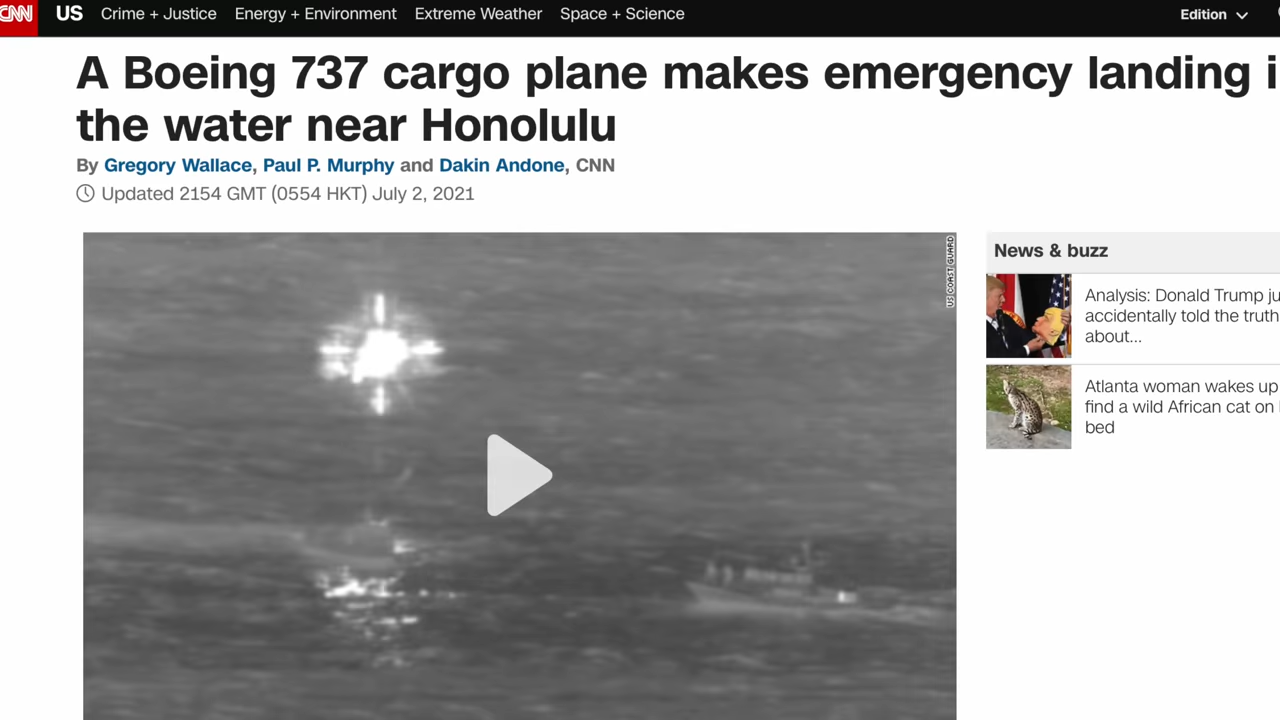 CNN US Crime + Justice Energy + Environment Extreme Weather Space + Science Edition
A Boeing 737 cargo plane makes emergency landing i
the water near Honolulu
By Gregory Wallace, Paul P. Murphy and Dakin Andone, CNN
Updated 2154 GMT (0554 HKT) July 2, 2021
US COAST GUARD
News & buzz
Analysis: Donald Trump ju
accidentally told the truth
about...
Atlanta woman wakes up
find a wild African cat on
bed